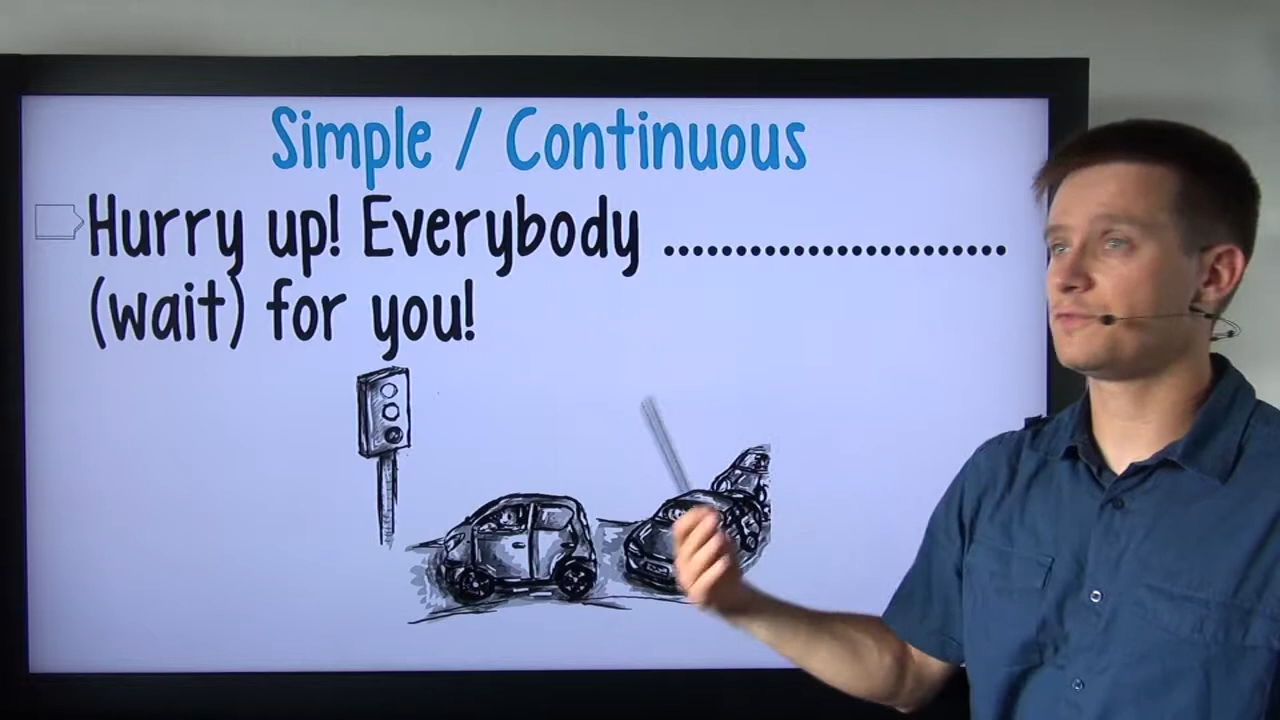 Simple / Continuous
Hurry up! Everybody .......................
(wait) for you!